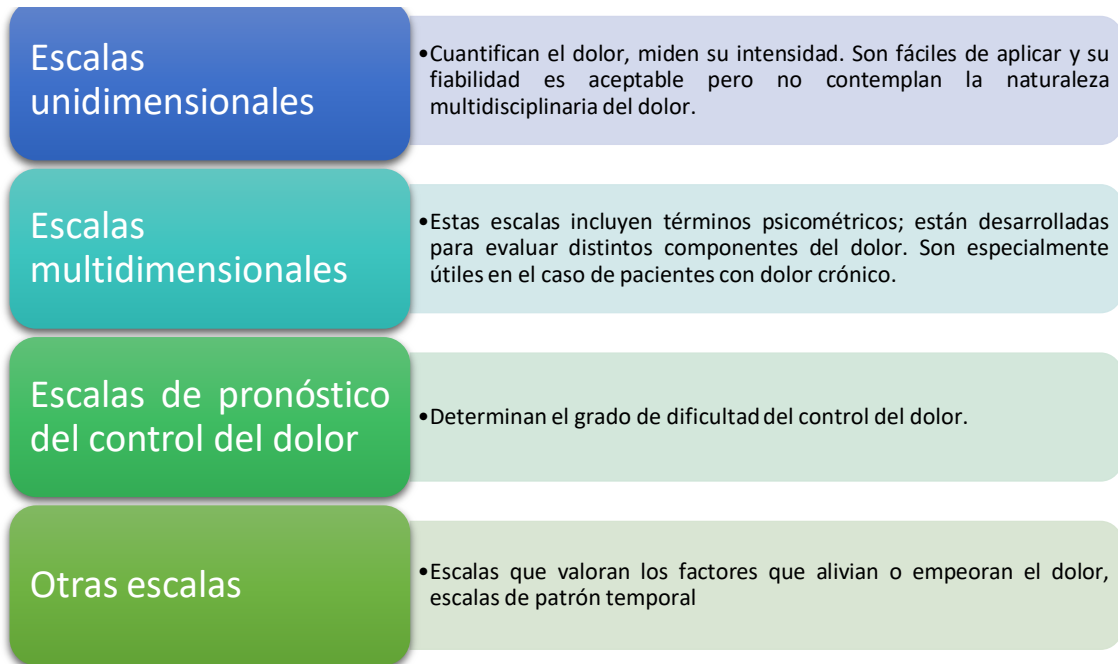 Escalas
unidimensionales
•Cuantifican el dolor, miden su intensidad. Son fáciles de aplicar y su
fiabilidad es aceptable pero no contemplan la naturaleza
multidisciplinaria del dolor.
Escalas
multidimensionales
•Estas escalas incluyen términos psicométricos; están desarrolladas
para evaluar distintos componentes del dolor. Son especialmente
útiles en el caso de pacientes con dolor crónico.
Escalas de pronóstico
del control del dolor
•Determinan el grado de dificultad del control del dolor.
Otras escalas
•Escalas que valoran los factores que alivian o empeoran el dolor,
escalas de patrón temporal